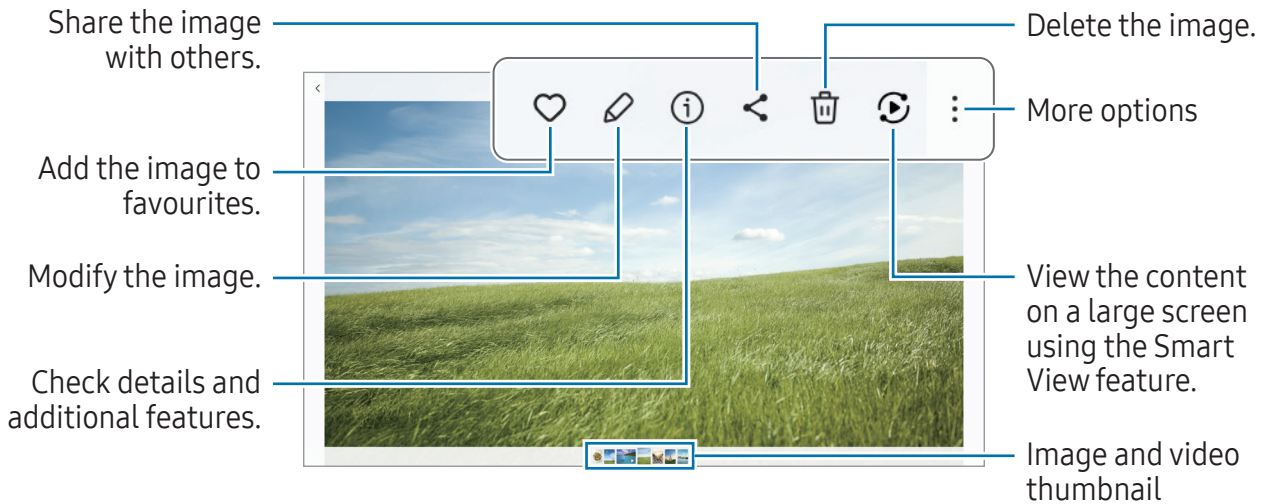 Share the image
with others.
Delete the image.
More options
Add the image to
favourites.
Modify the image.
View the content
on a large screen
using the Smart
View feature.
Check details and
additional features.
Image and video
thumbnail